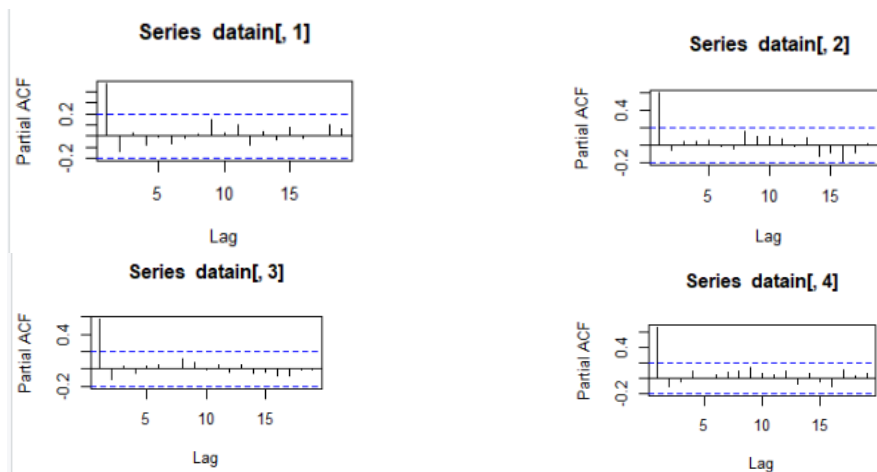 Series datain[, 1]
Partial ACF
-0.2 0.2
5 10 15
Lag
Series datain[, 2]
Partial ACF
-0.2 0.4
5 10 15
Lag
Series datain[, 3]
Partial ACF
-0.2 0.4
5 10 15
Lag
Series datain[, 4]
Partial ACF
-0.2 0.4
5 10 15
Lag